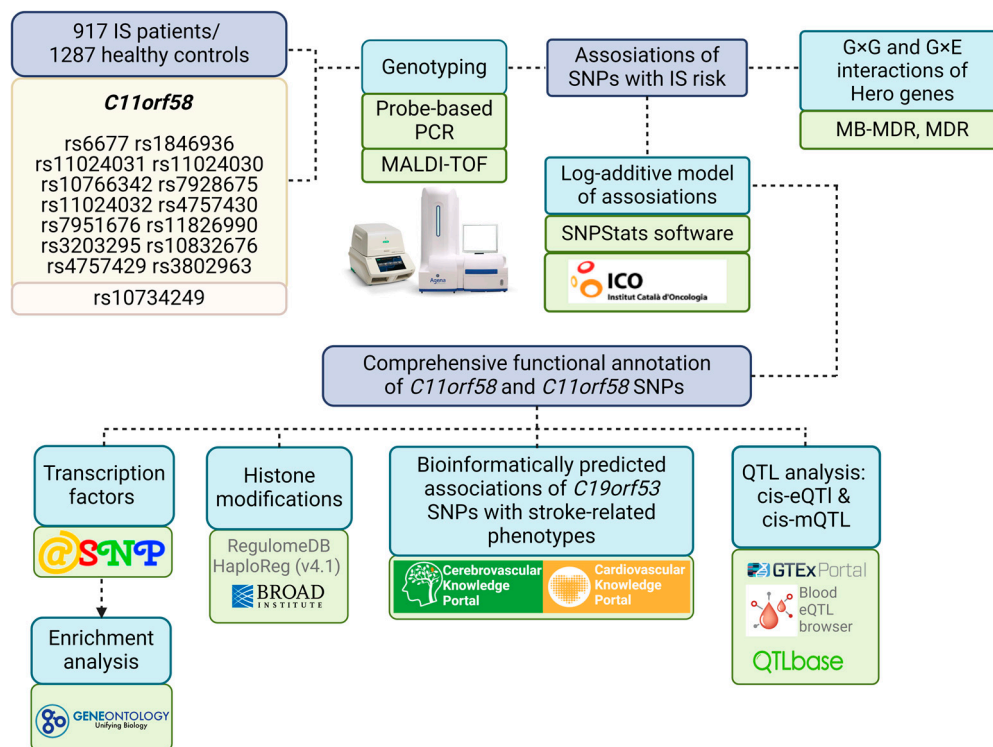 917 IS patients/
1287 healthy controls
C11orf58
rs6677 rs1846936
rs11024031 rs11024030
rs10766342 rs7928675
rs11024032 rs4757430
rs7951676 rs11826990
rs3203295 rs10832676
rs4757429 rs3802963
rs10734249
Genotyping
Probe-based
PCR
MALDI-TOF
Agena
Assosiations of
SNPs with IS risk
G×G and G×E
interactions of
Hero genes
MB-MDR, MDR
Log-additive model
of assosiations
SNPStats software
ICO
Institut Català d'Oncologia
Comprehensive functional annotation
of C11orf58 and C11orf58 SNPs
Transcription
factors
@SNP
Enrichment
analysis
GENEONTOLOGY
Unifying Biology
Histone
modifications
RegulomeDB
HaploReg (v4.1)
BROAD
INSTITUTE
Bioinformatically predicted
associations of C19orf53
SNPs with stroke-related
phenotypes
Cerebrovascular
Knowledge
Portal
Cardiovascular
Knowledge
Portal
QTL analysis:
cis-eQTl &
cis-mQTL
GTExPortal
Blood
eQTL
browser
QTLbase